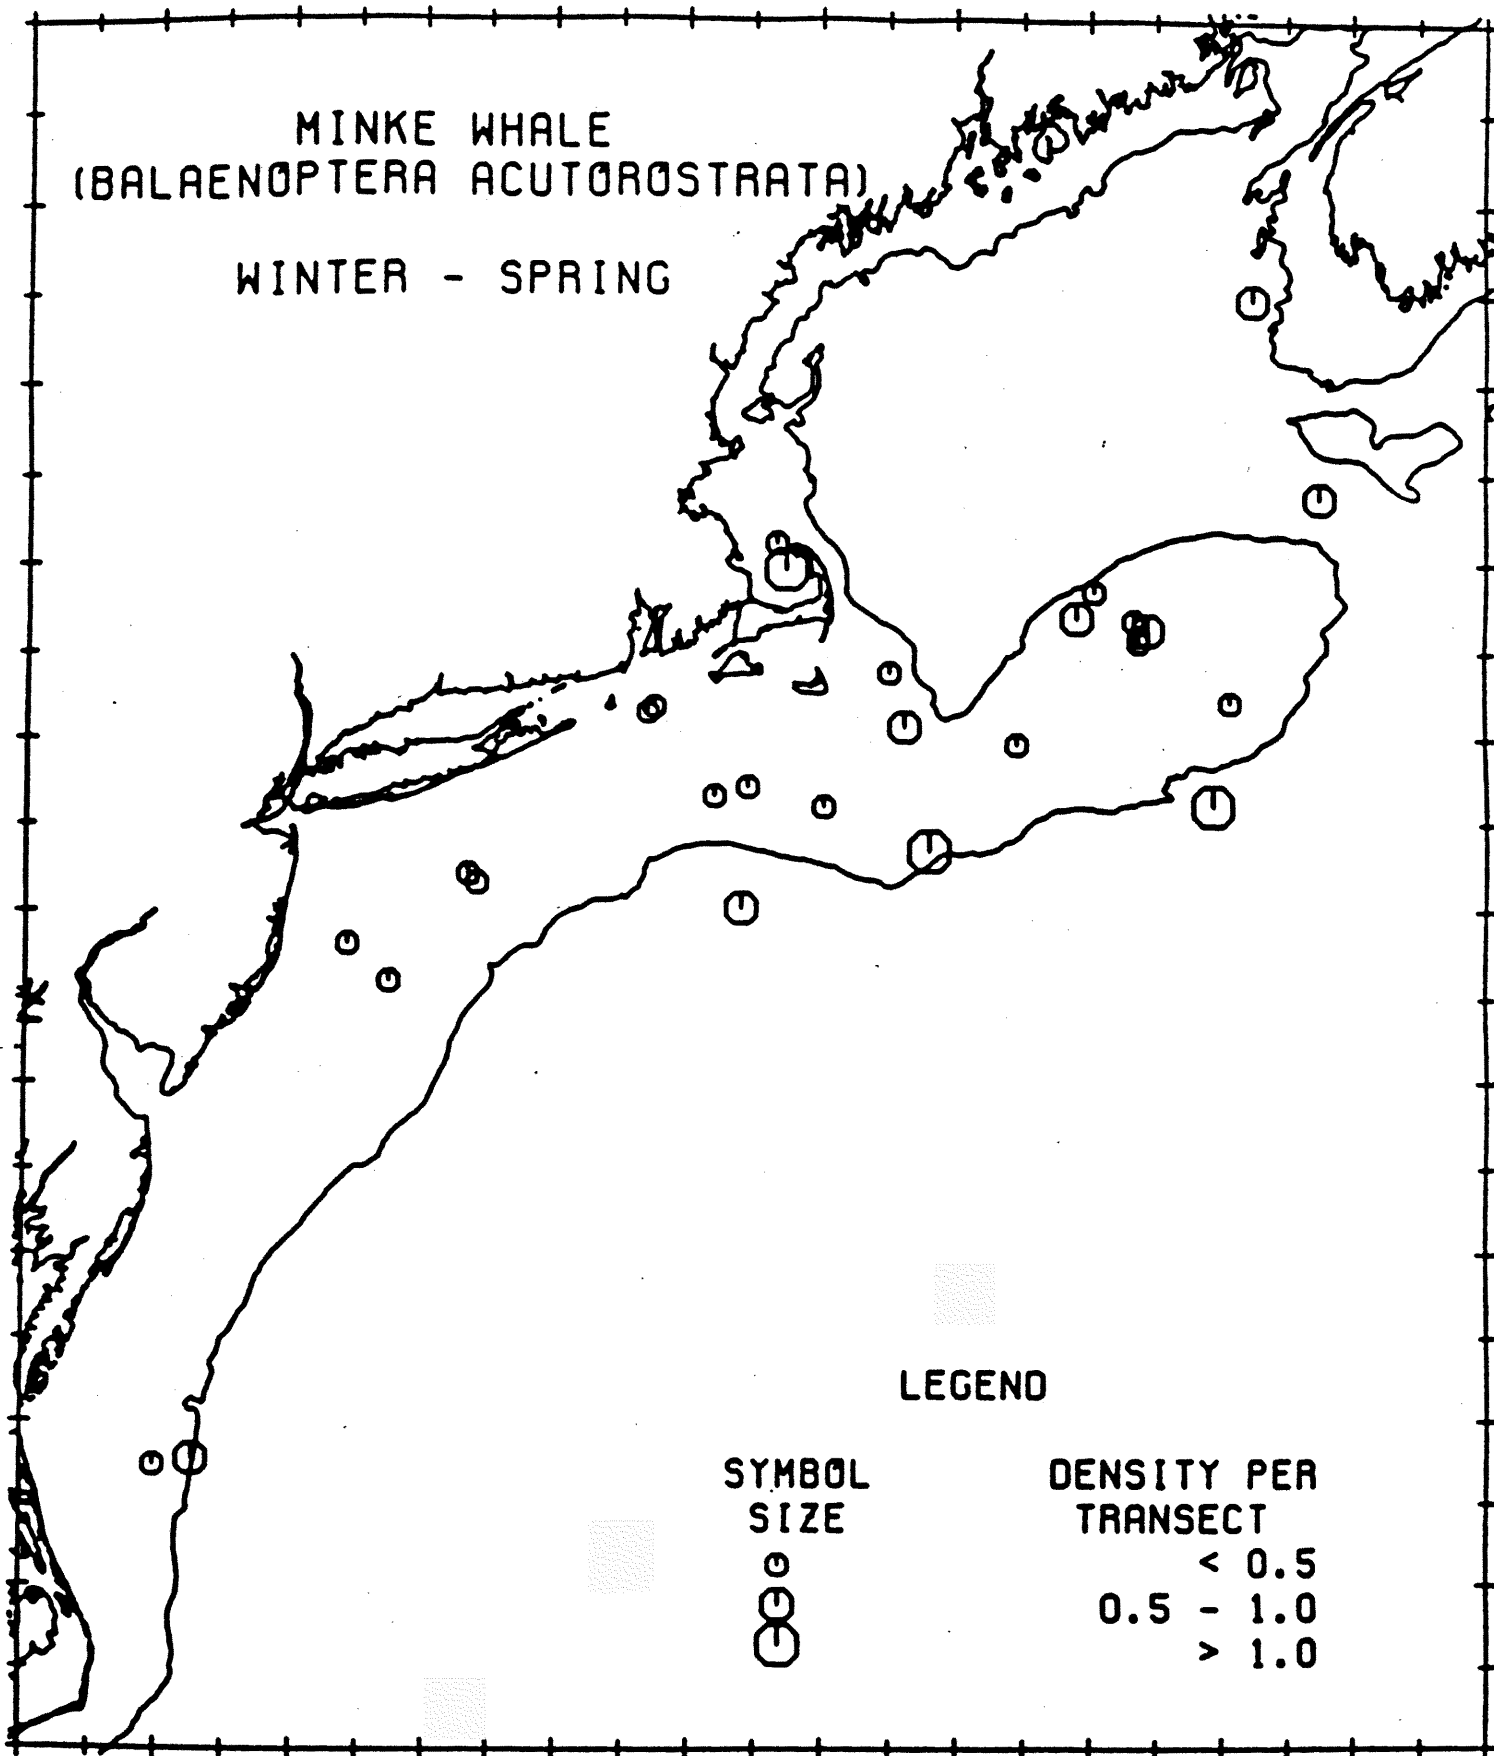 MINKE WHALE
(BALAENOPTERA ACUTOROSTRATA)
WINTER - SPRING
LEGEND
SYMBOL SIZE
DENSITY PER TRANSECT
< 0.5
0.5 - 1.0
> 1.0